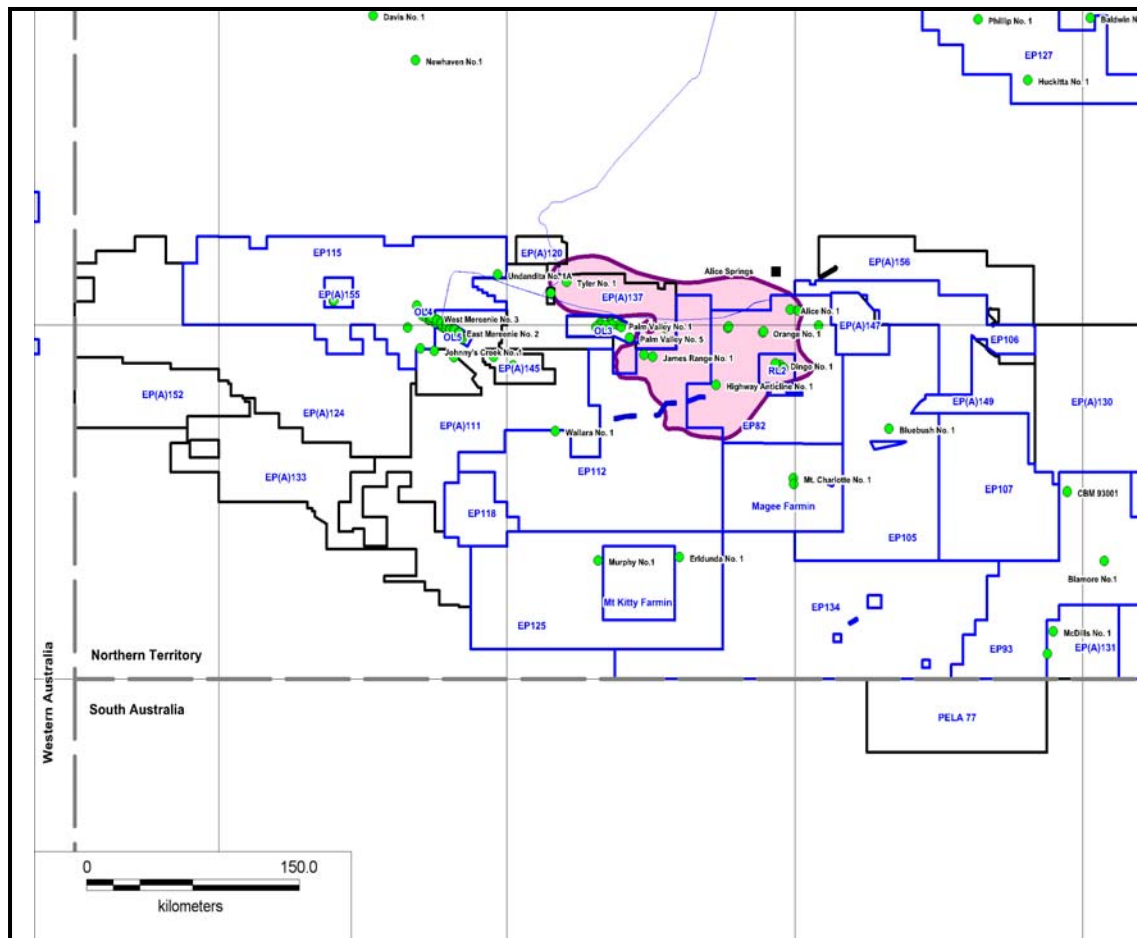 Davis No. 1
Phillip No. 1
Baldwin N
Newhaven No.1
EP127
Huckitta No. 1
EP115
EP(A)120
EP(A)156
Alice Springs
Undandita No. 1A
Tyler No. 1
EP(A)155
EP(A)137
OL4
West Mereenie No. 3
Alice No. 1
EP(A)147
OL3
Palm Valley No. 1
East Mereenie No. 2
OL5
Orange No. 1
EP106
Palm Valley No. 5
Johnny's Creek No. 1
James Range No. 1
EP(A)145
RL2
Dingo No. 1
Highway Anticline No. 1
EP(A)152
EP(A)124
EP(A)111
EP(A)149
EP(A)130
EP82
Bluebush No. 1
Wallara No. 1
EP112
EP(A)133
Mt. Charlotte No. 1
CBM 93001
EP107
Magee Farmin
EP118
EP105
Murphy No.1
Erldunda No. 1
Blamore No.1
Mt Kitty Farmin
EP134
EP125
McDills No. 1
EP93
EP(A)131
Northern Territory
South Australia
Western Australia
PELA 77
0
150.0
kilometers